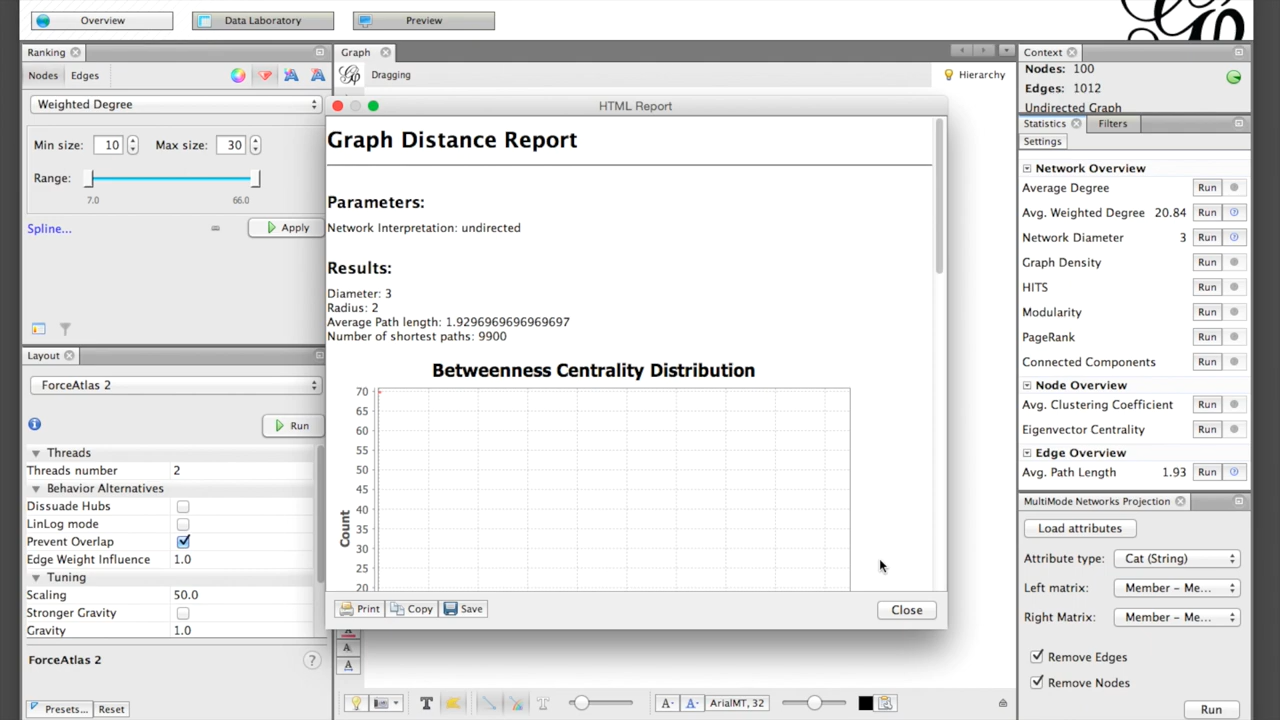 Overview
Data Laboratory
Preview
Ranking
Nodes
Edges
Weighted Degree
Min size: 10 Max size: 30
Range:
7.0 66.0
Spline...
Apply
Layout
ForceAtlas 2
Run
Threads
Threads number 2
Behavior Alternatives
Dissuade Hubs
LinLog mode
Prevent Overlap
Edge Weight Influence 1.0
Tuning
Scaling 50.0
Stronger Gravity
Gravity 1.0
ForceAtlas 2
?
Presets...
Reset
Graph
Dragging
Hierarchy
HTML Report
Graph Distance Report
Parameters:
Network Interpretation: undirected
Results:
Diameter: 3
Radius: 2
Average Path length: 1.9296969696969697
Number of shortest paths: 9900
Betweenness Centrality Distribution
70
65
60
55
50
45
40
35
30
25
20
Count
Print
Copy
Save
Close
T
T
A-
A-
ArialMT, 32
Context
Nodes: 100
Edges: 1012
Undirected Graph
Statistics
Filters
Settings
Network Overview
Average Degree Run
Avg. Weighted Degree 20.84 Run
Network Diameter 3 Run
Graph Density Run
HITS Run
Modularity Run
PageRank Run
Connected Components Run
Node Overview
Avg. Clustering Coefficient Run
Eigenvector Centrality Run
Edge Overview
Avg. Path Length 1.93 Run
MultiMode Networks Projection
Load attributes
Attribute type: Cat (String)
Left matrix: Member - Me...
Right Matrix: Member - Me...
Remove Edges
Remove Nodes
Run